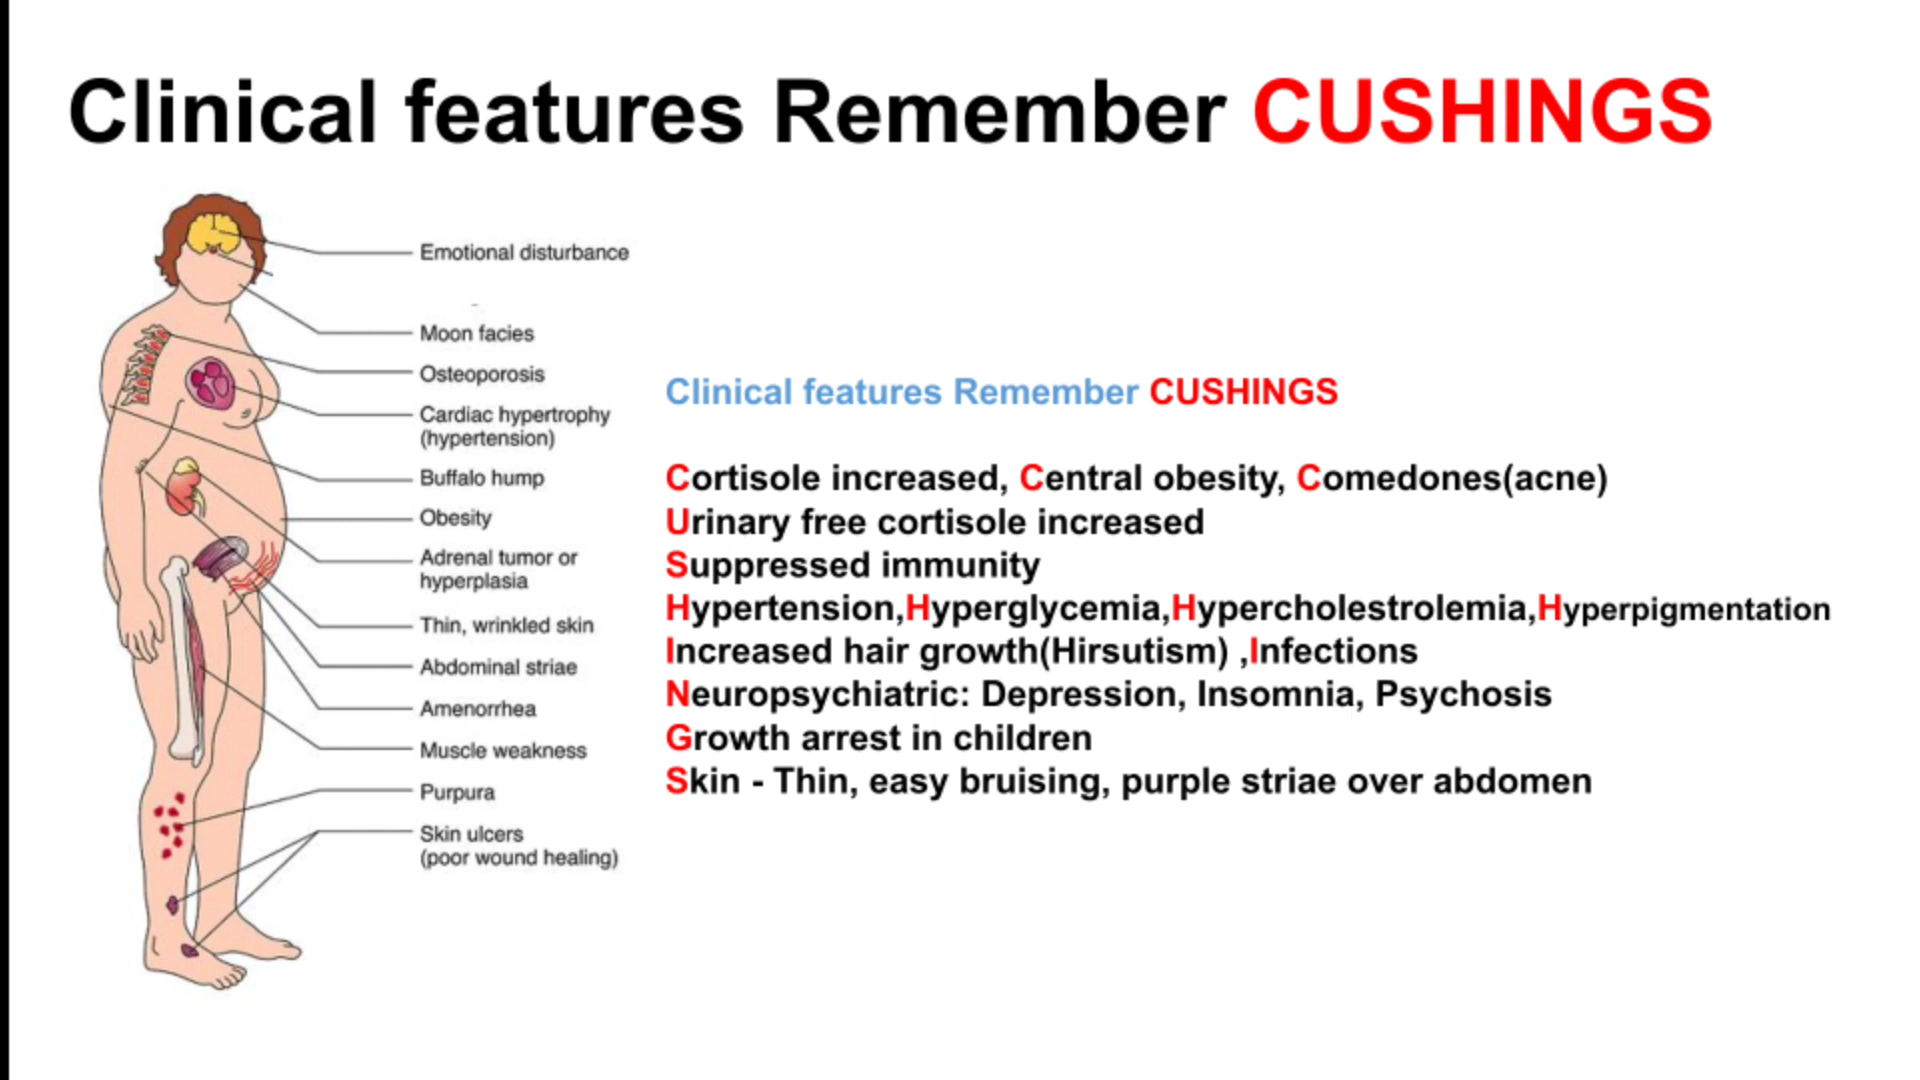 Clinical features Remember CUSHINGS
Emotional disturbance
Moon facies
Osteoporosis
Cardiac hypertrophy
(hypertension)
Buffalo hump
Obesity
Adrenal tumor or
hyperplasia
Thin, wrinkled skin
Abdominal striae
Amenorrhea
Muscle weakness
Purpura
Skin ulcers
(poor wound healing)
Clinical features Remember CUSHINGS
Cortisole increased, Central obesity, Comedones(acne)
Urinary free cortisole increased
Suppressed immunity
Hypertension,Hyperglycemia,Hypercholestrolemia,Hyperpigmentation
Increased hair growth(Hirsutism) ,Infections
Neuropsychiatric: Depression, Insomnia, Psychosis
Growth arrest in children
Skin - Thin, easy bruising, purple striae over abdomen